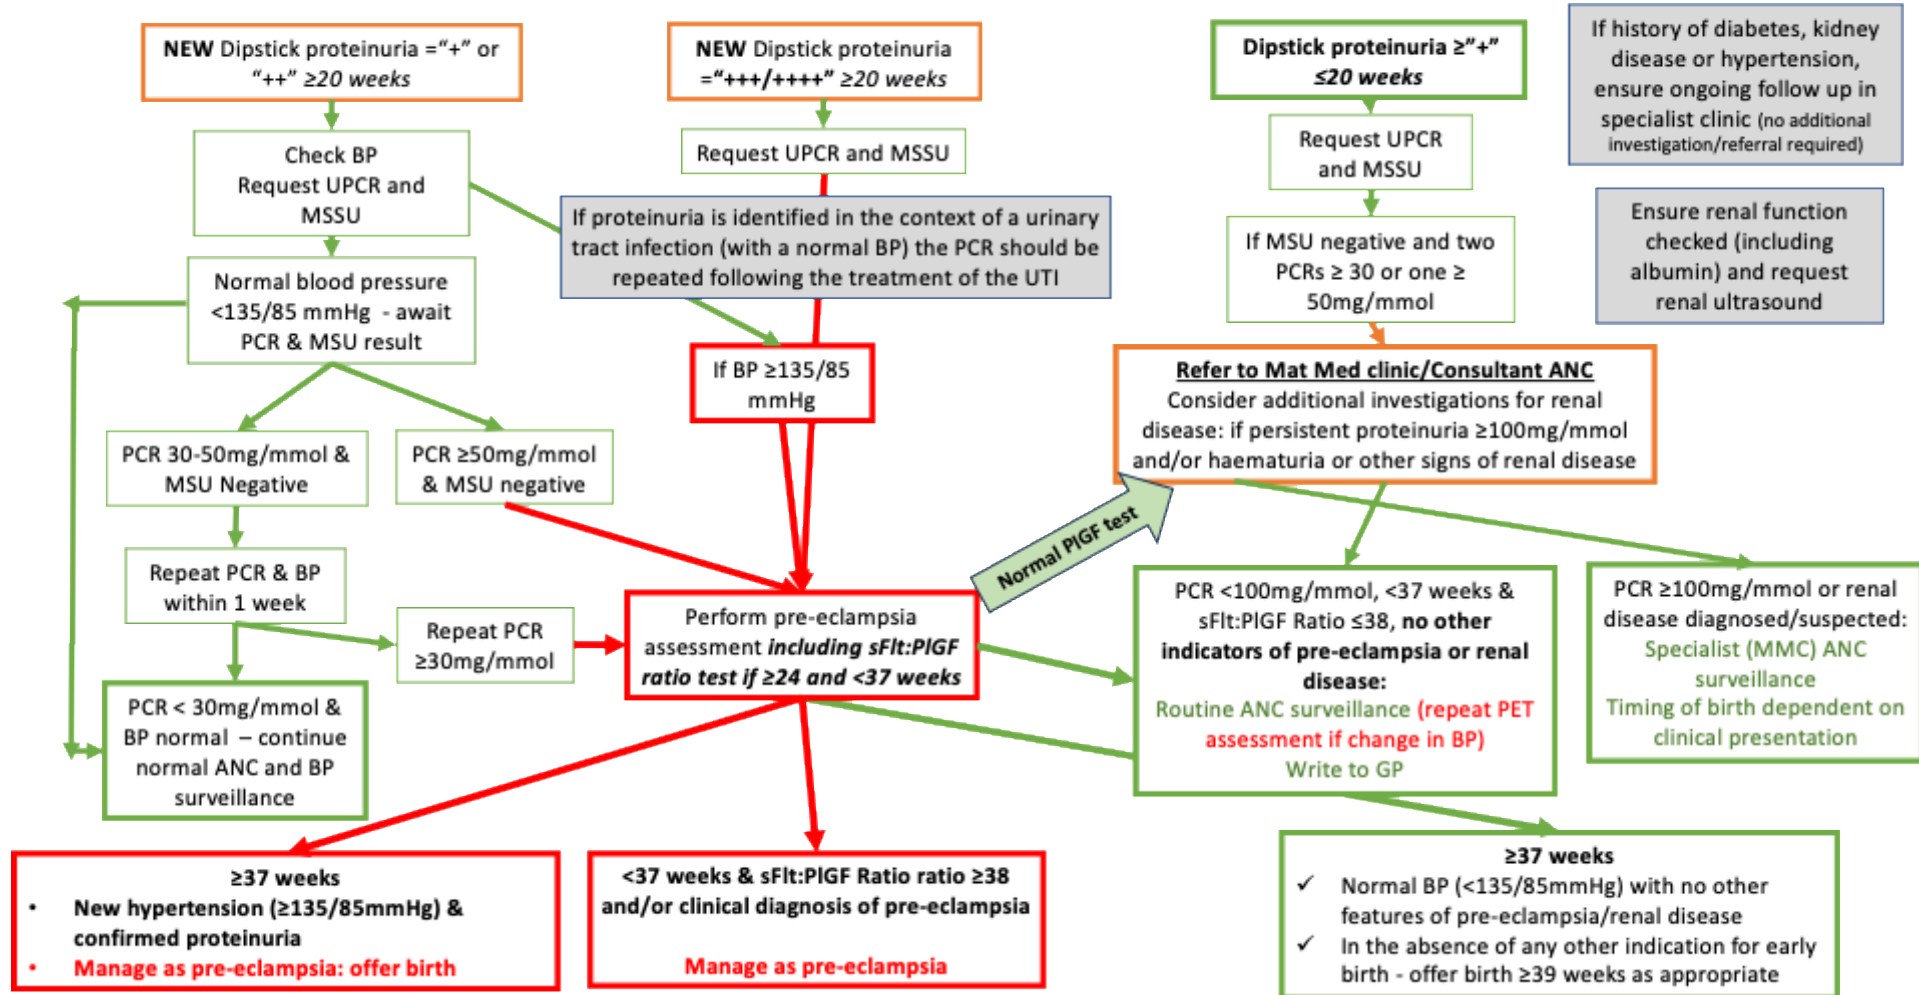 NEW Dipstick proteinuria =“+” or
“++” ≥20 weeks
NEW Dipstick proteinuria
=“+++/++++” ≥20 weeks
Dipstick proteinuria ≥”+”
≤20 weeks
If history of diabetes, kidney
disease or hypertension,
ensure ongoing follow up in
specialist clinic (no additional
investigation/referral required)
Check BP
Request UPCR and
MSSU
Request UPCR and MSSU
Request UPCR
and MSSU
If proteinuria is identified in the context of a urinary
tract infection (with a normal BP) the PCR should be
repeated following the treatment of the UTI
Ensure renal function
checked (including
albumin) and request
renal ultrasound
Normal blood pressure
<135/85 mmHg - await
PCR & MSU result
If MSU negative and two
PCRs ≥ 30 or one ≥
50mg/mmol
If BP ≥135/85
mmHg
Refer to Mat Med clinic/Consultant ANC
Consider additional investigations for renal
disease: if persistent proteinuria ≥100mg/mmol
and/or haematuria or other signs of renal disease
PCR 30-50mg/mmol &
MSU Negative
PCR ≥50mg/mmol
& MSU negative
Normal PlGF test
Repeat PCR & BP
within 1 week
Repeat PCR
≥30mg/mmol
Perform pre-eclampsia
assessment including sFlt:PlGF
ratio test if ≥24 and <37 weeks
PCR <100mg/mmol, <37 weeks &
sFlt:PlGF Ratio ≤38, no other
indicators of pre-eclampsia or renal
disease:
Routine ANC surveillance (repeat PET
assessment if change in BP)
Write to GP
PCR ≥100mg/mmol or renal
disease diagnosed/suspected:
Specialist (MMC) ANC
surveillance
Timing of birth dependent on
clinical presentation
PCR < 30mg/mmol &
BP normal – continue
normal ANC and BP
surveillance
≥37 weeks
• New hypertension (≥135/85mmHg) &
confirmed proteinuria
• Manage as pre-eclampsia: offer birth
<37 weeks & sFlt:PlGF Ratio ratio ≥38
and/or clinical diagnosis of pre-eclampsia
Manage as pre-eclampsia
≥37 weeks
✓ Normal BP (<135/85mmHg) with no other
features of pre-eclampsia/renal disease
✓ In the absence of any other indication for early
birth - offer birth ≥39 weeks as appropriate